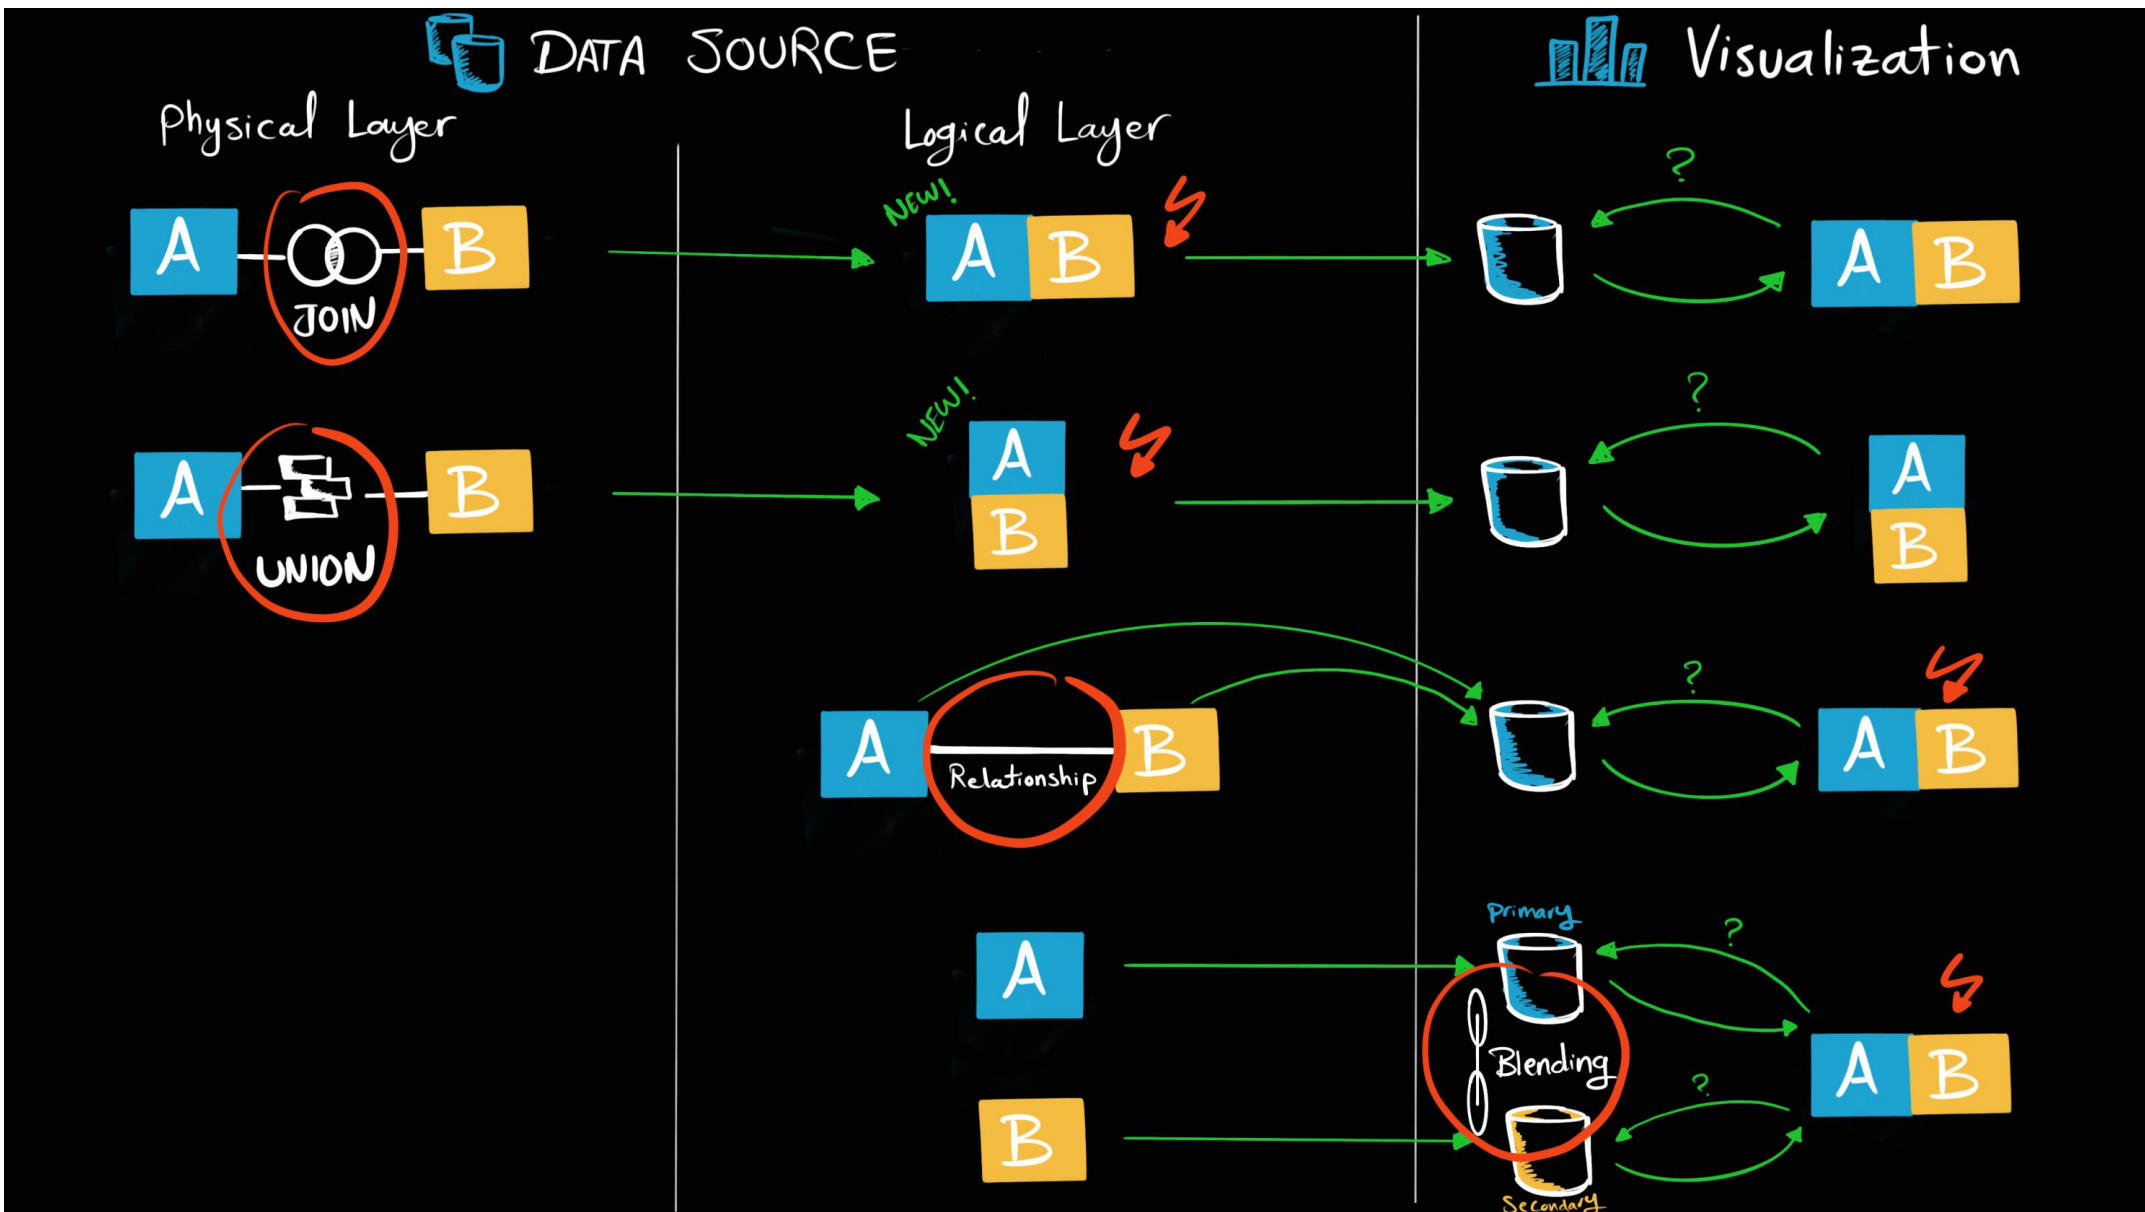 DATA SOURCE
Visualization
Physical Layer
Logical Layer
A
JOIN
B
NEW!
A B
?
A B
A
UNION
B
NEW!
A
B
?
A
B
A
Relationship
B
?
A B
A
B
Primary
Blending
Secondary
?
?
A B